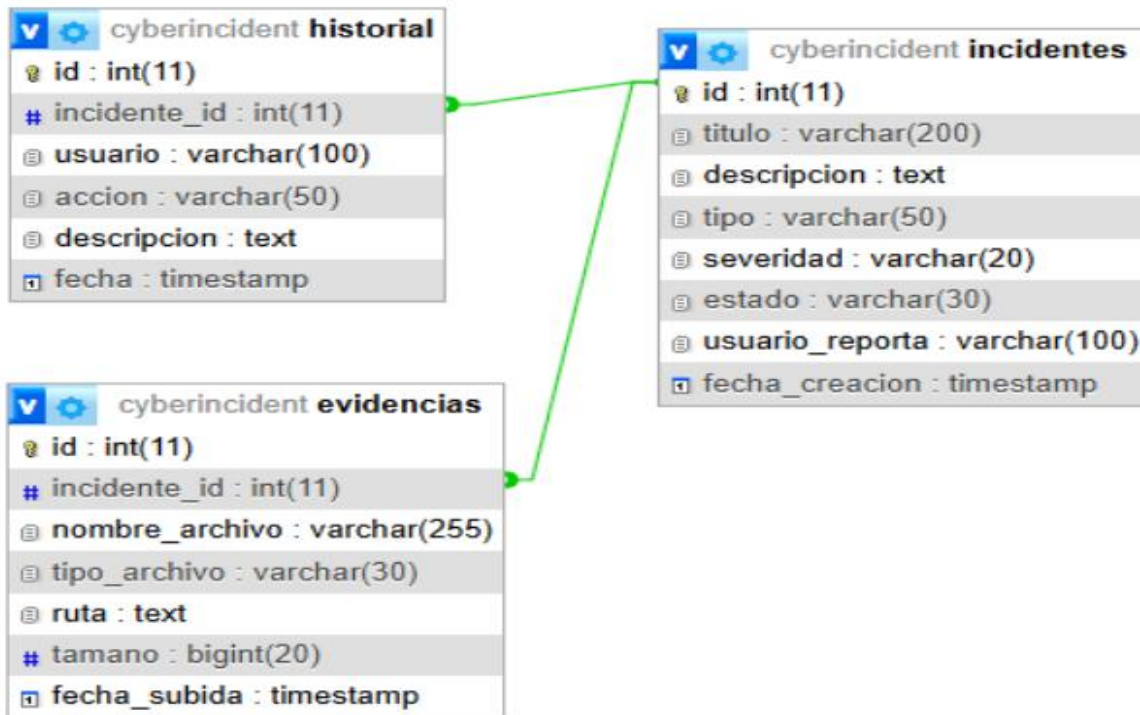 cyberincident historial
id : int(11)
incidente_id : int(11)
usuario : varchar(100)
accion : varchar(50)
descripcion : text
fecha : timestamp
cyberincident incidentes
id : int(11)
titulo : varchar(200)
descripcion : text
tipo : varchar(50)
severidad : varchar(20)
estado : varchar(30)
usuario_reporta : varchar(100)
fecha_creacion : timestamp
cyberincident evidencias
id : int(11)
incidente_id : int(11)
nombre_archivo : varchar(255)
tipo_archivo : varchar(30)
ruta : text
tamano : bigint(20)
fecha_subida : timestamp